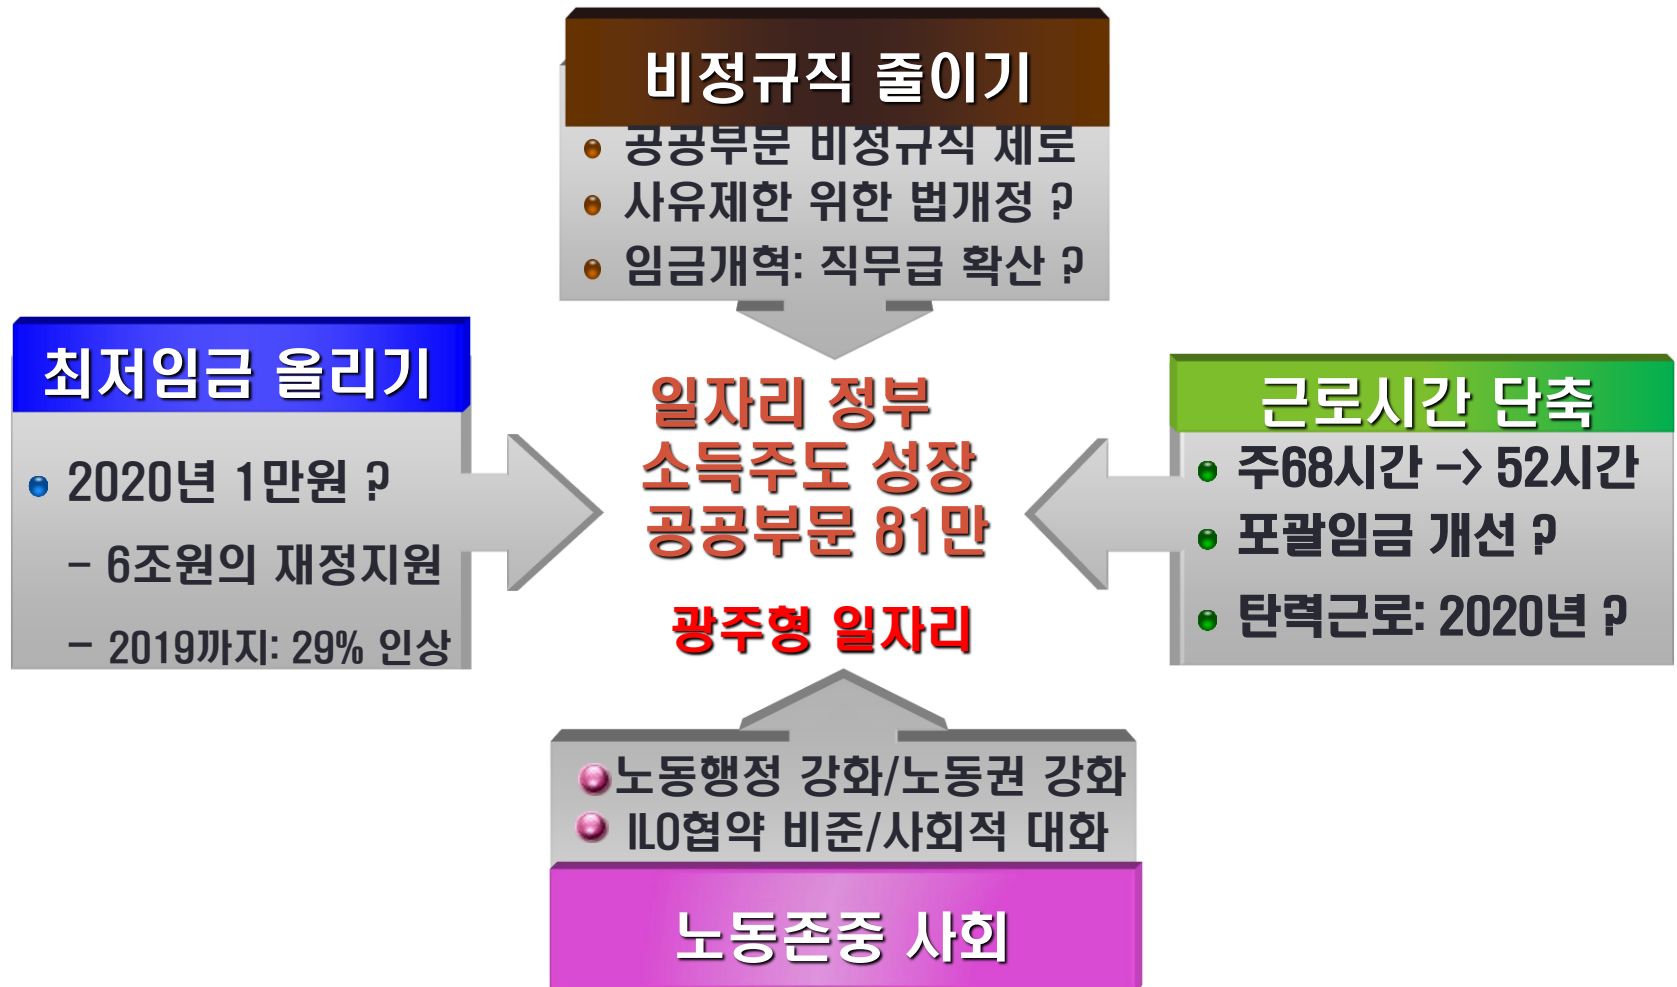 비정규직 줄이기
공공부문 비정규직 제로
사유제한 위한 법개정 ?
임금개혁: 직무급 확산 ?
최저임금 올리기
2020년 1만원 ?
- 6조원의 재정지원
- 2019까지: 29% 인상
일자리 정부
소득주도 성장
공공부문 81만
광주형 일자리
근로시간 단축
주68시간 -> 52시간
포괄임금 개선 ?
탄력근로: 2020년 ?
노동행정 강화/노동권 강화
ILO협약 비준/사회적 대화
노동존중 사회